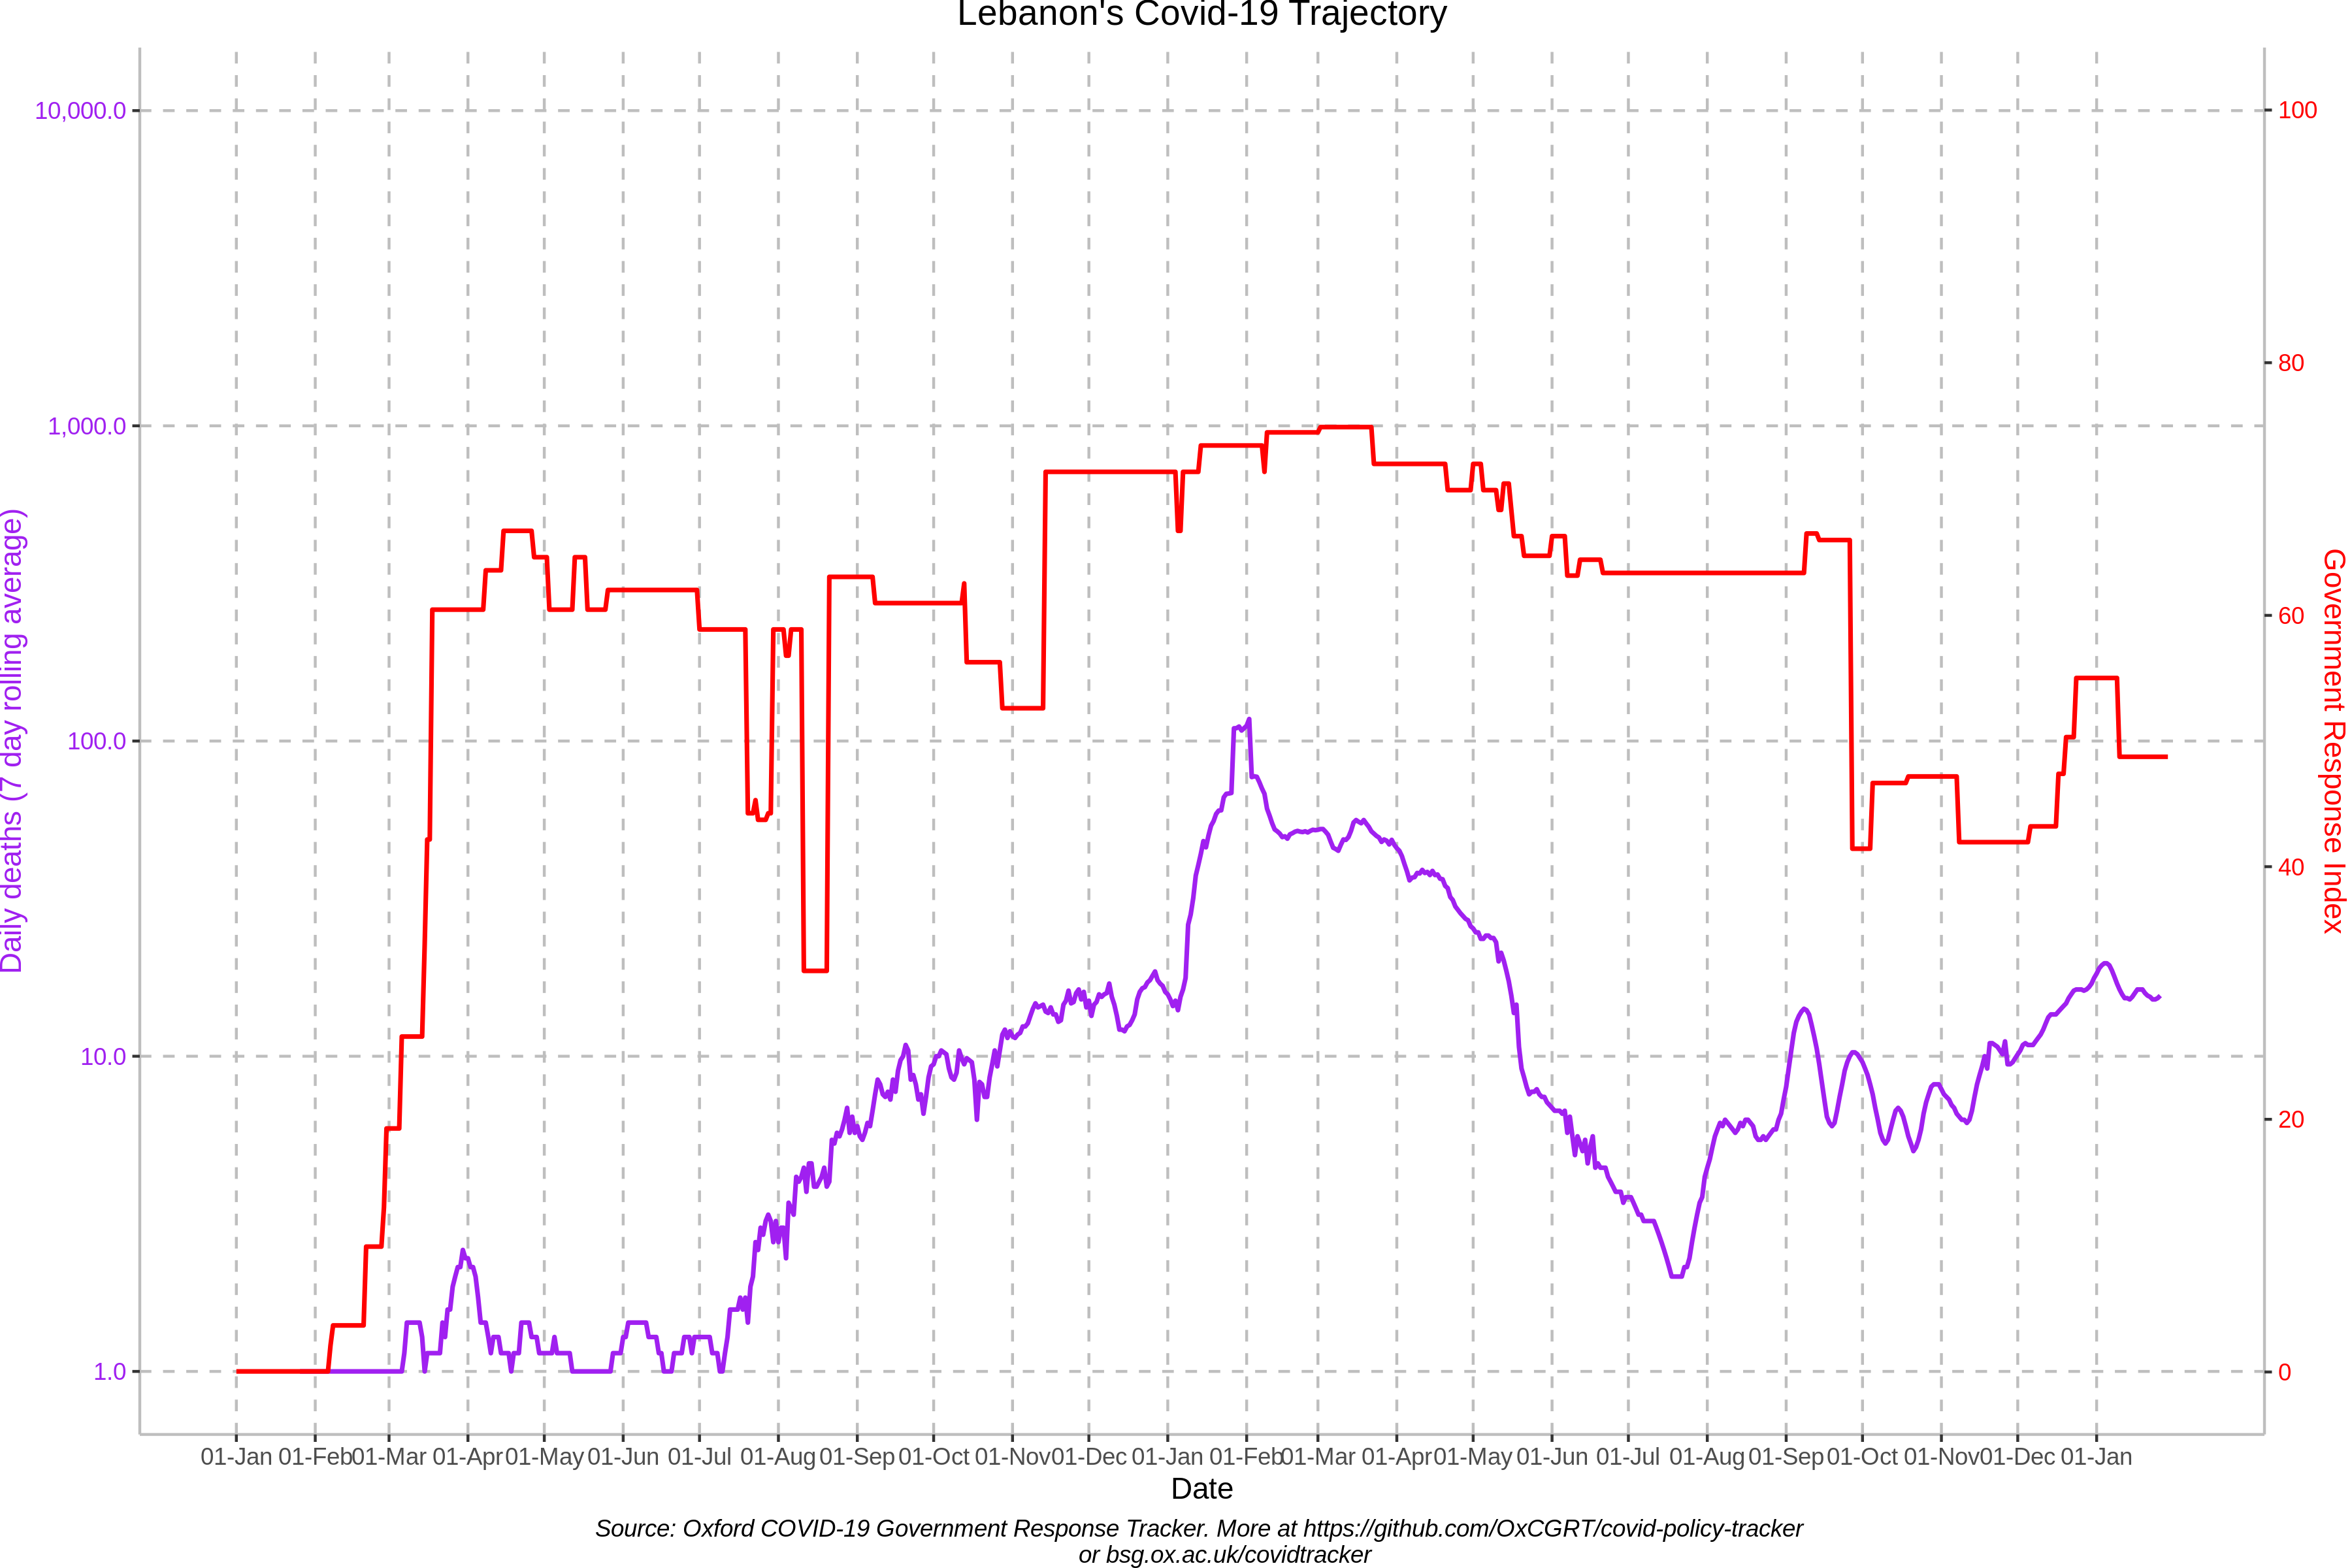 Lebanon's Covid-19 Trajectory
10,000.0
1,000.0
100.0
10.0
1.0
Daily deaths (7 day rolling average)
100
80
60
40
20
0
Government Response Index
01-Jan 01-Feb 01-Mar 01-Apr 01-May 01-Jun 01-Jul 01-Aug 01-Sep 01-Oct 01-Nov 01-Dec 01-Jan 01-Feb 01-Mar 01-Apr 01-May 01-Jun 01-Jul 01-Aug 01-Sep 01-Oct 01-Nov 01-Dec 01-Jan
Date
Source: Oxford COVID-19 Government Response Tracker. More at https://github.com/OxCGRT/covid-policy-tracker
or bsg.ox.ac.uk/covidtracker